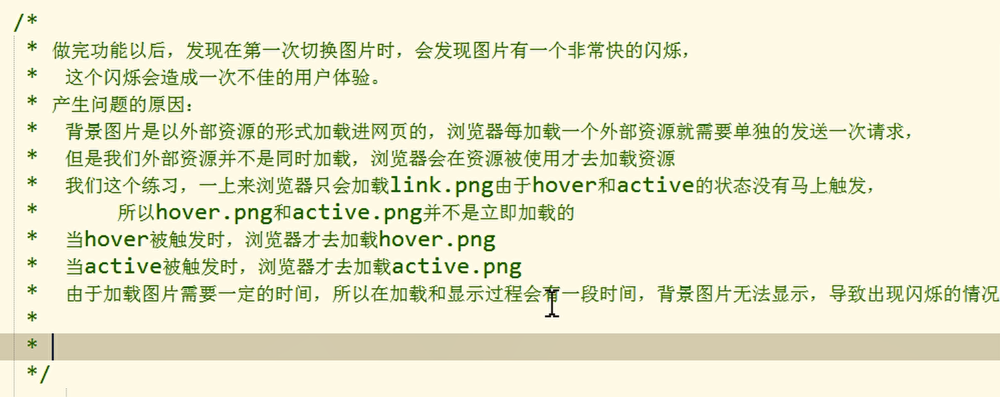 /*
* 做完功能以后，发现在第一次切换图片时，会发现图片有一个非常快的闪烁，
* 这个闪烁会造成一次不佳的用户体验。
* 产生问题的原因：
* 背景图片是以外部资源的形式加载进网页的，浏览器每加载一个外部资源就需要单独的发送一次请求，
* 但是我们外部资源并不是同时加载，浏览器会在资源被使用才去加载资源
* 我们这个练习，一上来浏览器只会加载link.png由于hover和active的状态没有马上触发，
* 所以hover.png和active.png并不是立即加载的
* 当hover被触发时，浏览器才去加载hover.png
* 当active被触发时，浏览器才去加载active.png
* 由于加载图片需要一定的时间，所以在加载和显示过程会有一段时间，背景图片无法显示，导致出现闪烁的情况
*
*
*/